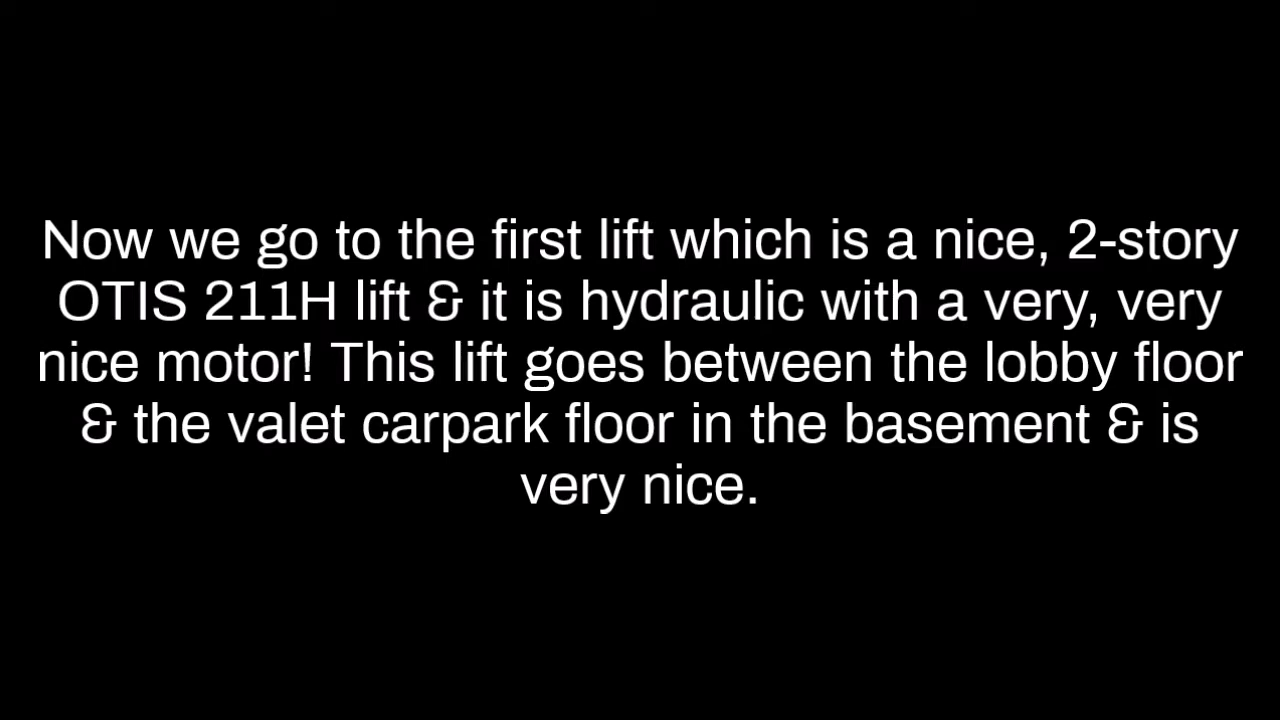 Now we go to the first lift which is a nice, 2-story
OTIS 211H lift & it is hydraulic with a very, very
nice motor! This lift goes between the lobby floor
& the valet carpark floor in the basement & is
very nice.